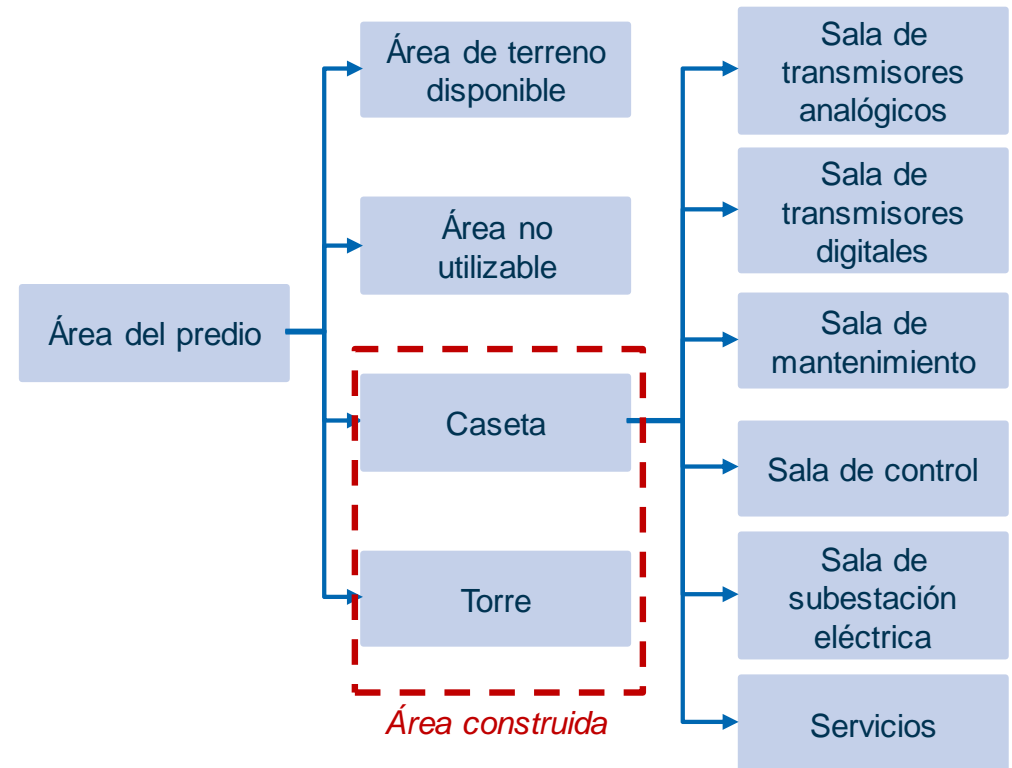 Área del predio
Área de terreno
disponible
Área no
utilizable
Caseta
Torre
Área construida
Sala de
transmisores
analógicos
Sala de
transmisores
digitales
Sala de
mantenimiento
Sala de control
Sala de
subestación
eléctrica
Servicios